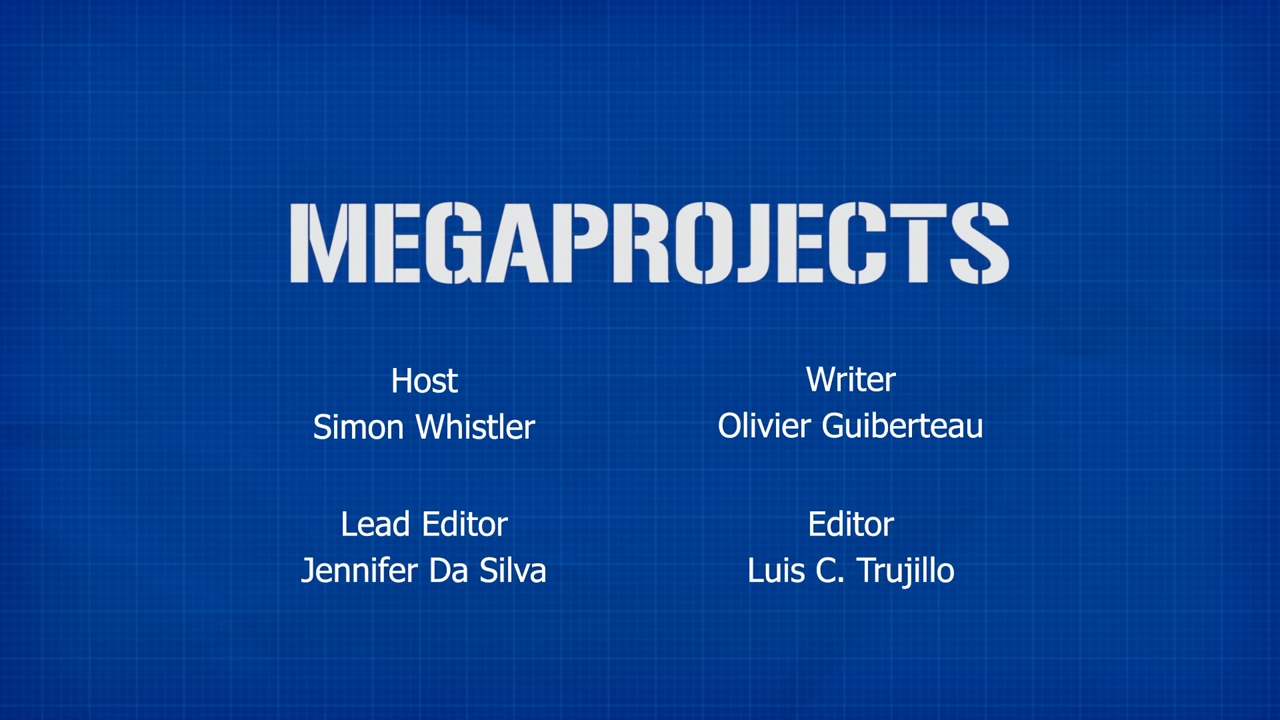 MEGAPROJECTS
Host
Simon Whistler
Writer
Olivier Guiberteau
Lead Editor
Jennifer Da Silva
Editor
Luis C. Trujillo